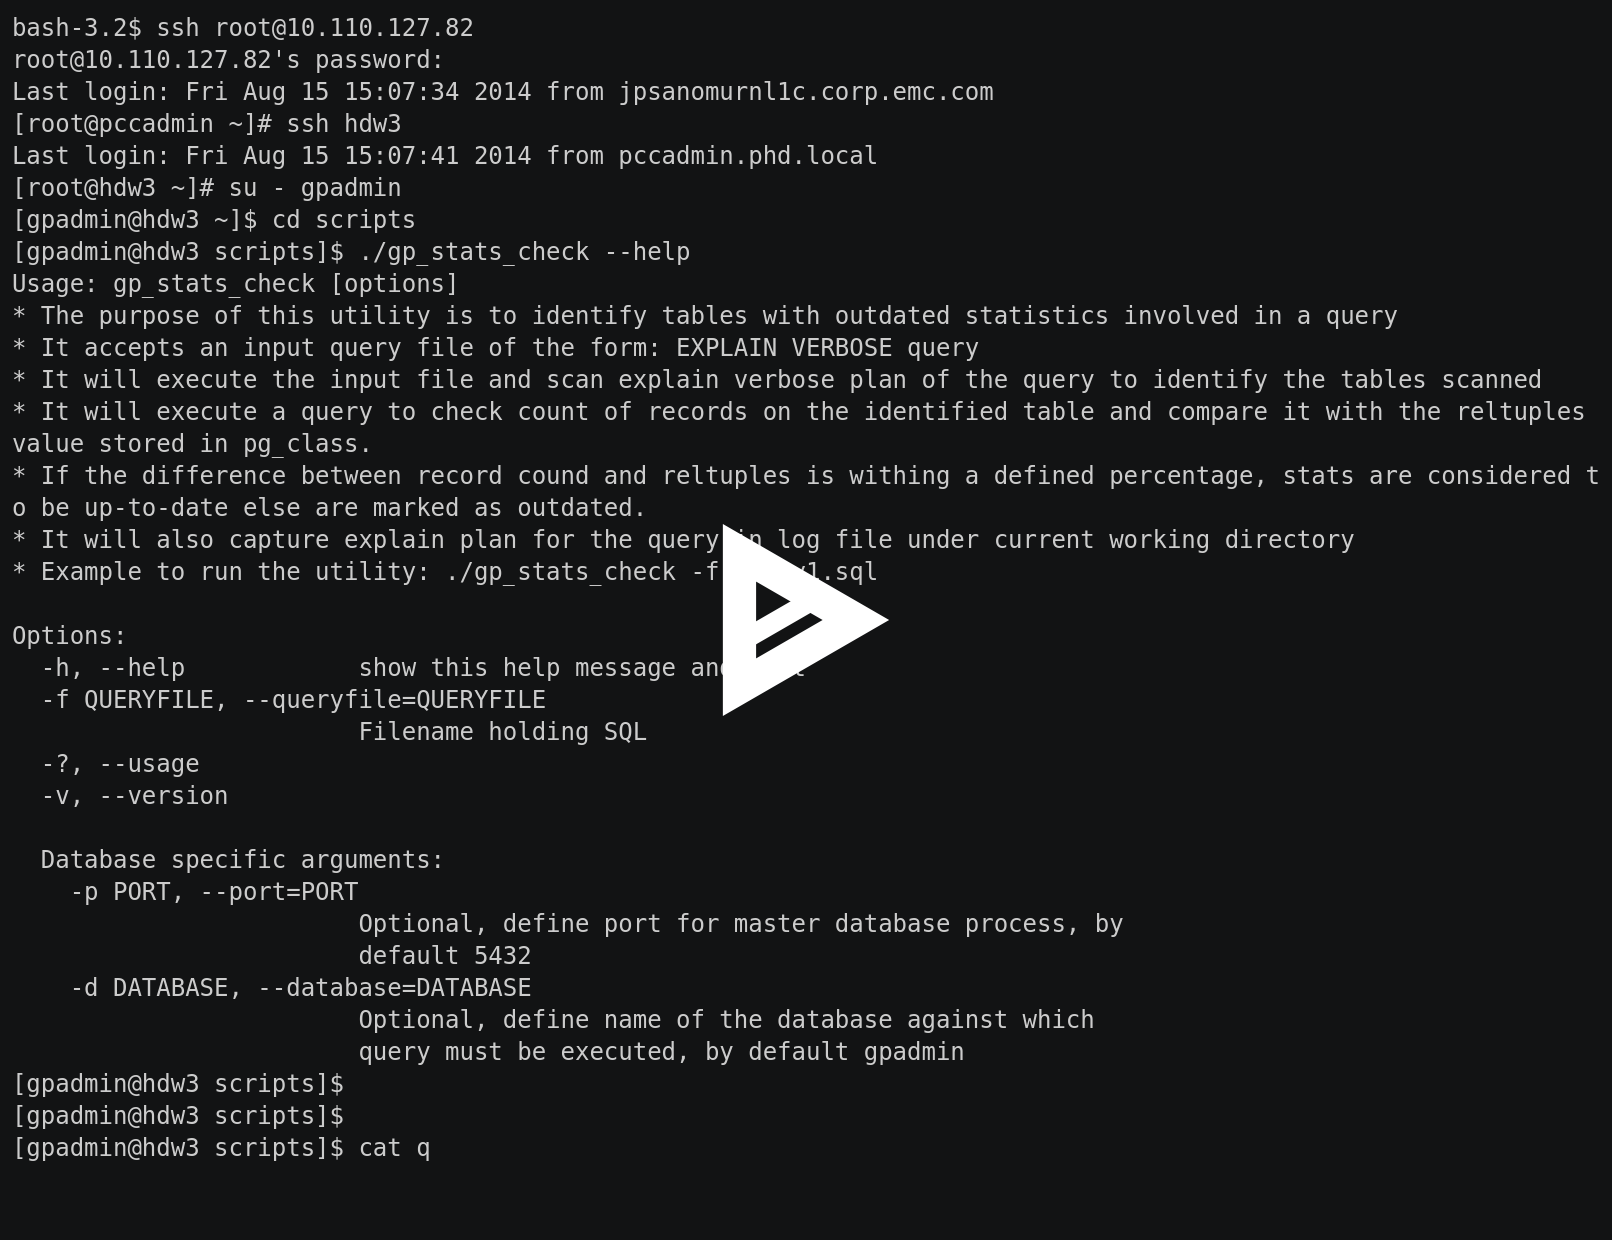 bash-3.2$ ssh root@10.110.127.82
root@10.110.127.82's password:
Last login: Fri Aug 15 15:07:34 2014 from jpsanomurnl1c.corp.emc.com
[root@pccadmin ~]# ssh hdw3
Last login: Fri Aug 15 15:07:41 2014 from pccadmin.phd.local
[root@hdw3 ~]# su - gpadmin
[gpadmin@hdw3 ~]$ cd scripts
[gpadmin@hdw3 scripts]$ ./gp_stats_check --help
Usage: gp_stats_check [options]
* The purpose of this utility is to identify tables with outdated statistics involved in a query
* It accepts an input query file of the form: EXPLAIN VERBOSE query
* It will execute the input file and scan explain verbose plan of the query to identify the tables scanned
* It will execute a query to check count of records on the identified table and compare it with the reltuples
value stored in pg_class.
* If the difference between record cound and reltuples is withing a defined percentage, stats are considered t
o be up-to-date else are marked as outdated.
* It will also capture explain plan for the query in log file under current working directory
* Example to run the utility: ./gp_stats_check -f

Options:
  -h, --help            show this help message
  -f QUERYFILE, --queryfile=QUERYFILE
                        Filename holding SQL
  -?, --usage
  -v, --version

  Database specific arguments:
    -p PORT, --port=PORT
                        Optional, define port for master database process, by
                        default 5432
    -d DATABASE, --database=DATABASE
                        Optional, define name of the database against which
                        query must be executed, by default gpadmin
[gpadmin@hdw3 scripts]$
[gpadmin@hdw3 scripts]$
[gpadmin@hdw3 scripts]$ cat q